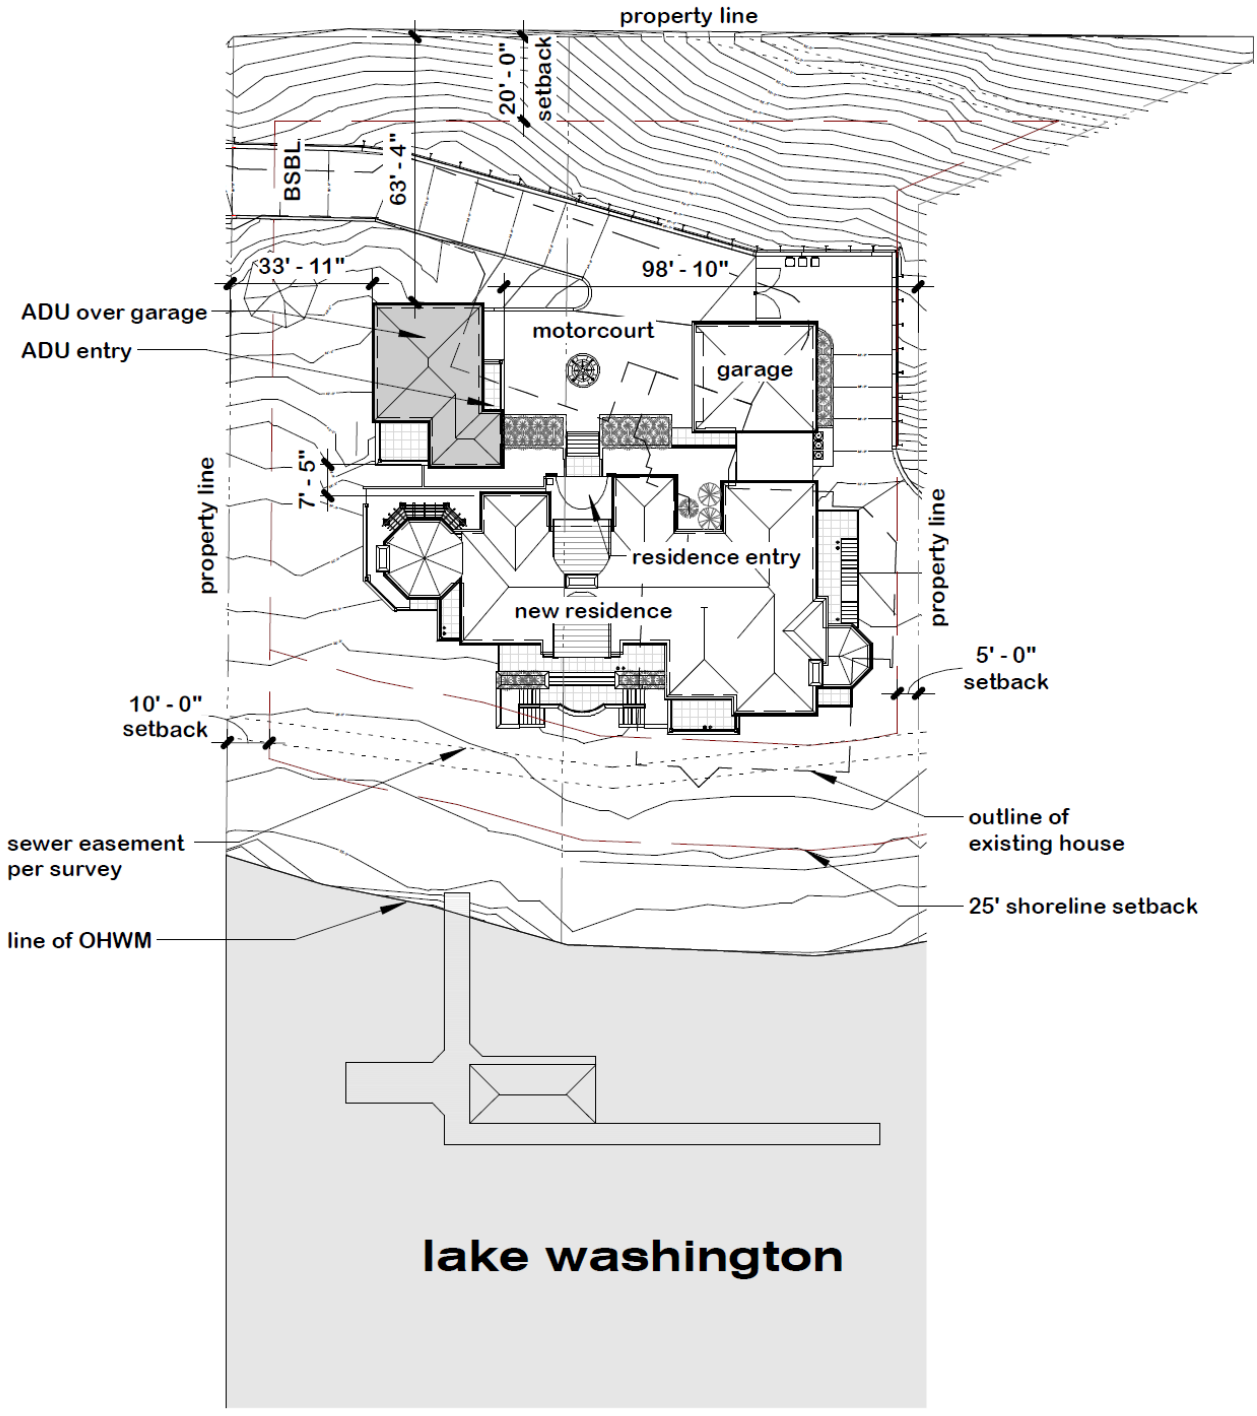 property line
20' - 0"
setback
BSBL
63' - 4"
33' - 11"
98' - 10"
ADU over garage
motorcourt
ADU entry
garage
7' - 5"
property line
residence entry
property line
new residence
5' - 0"
setback
10' - 0"
setback
sewer easement
per survey
outline of
existing house
25' shoreline setback
line of OHWM
lake washington